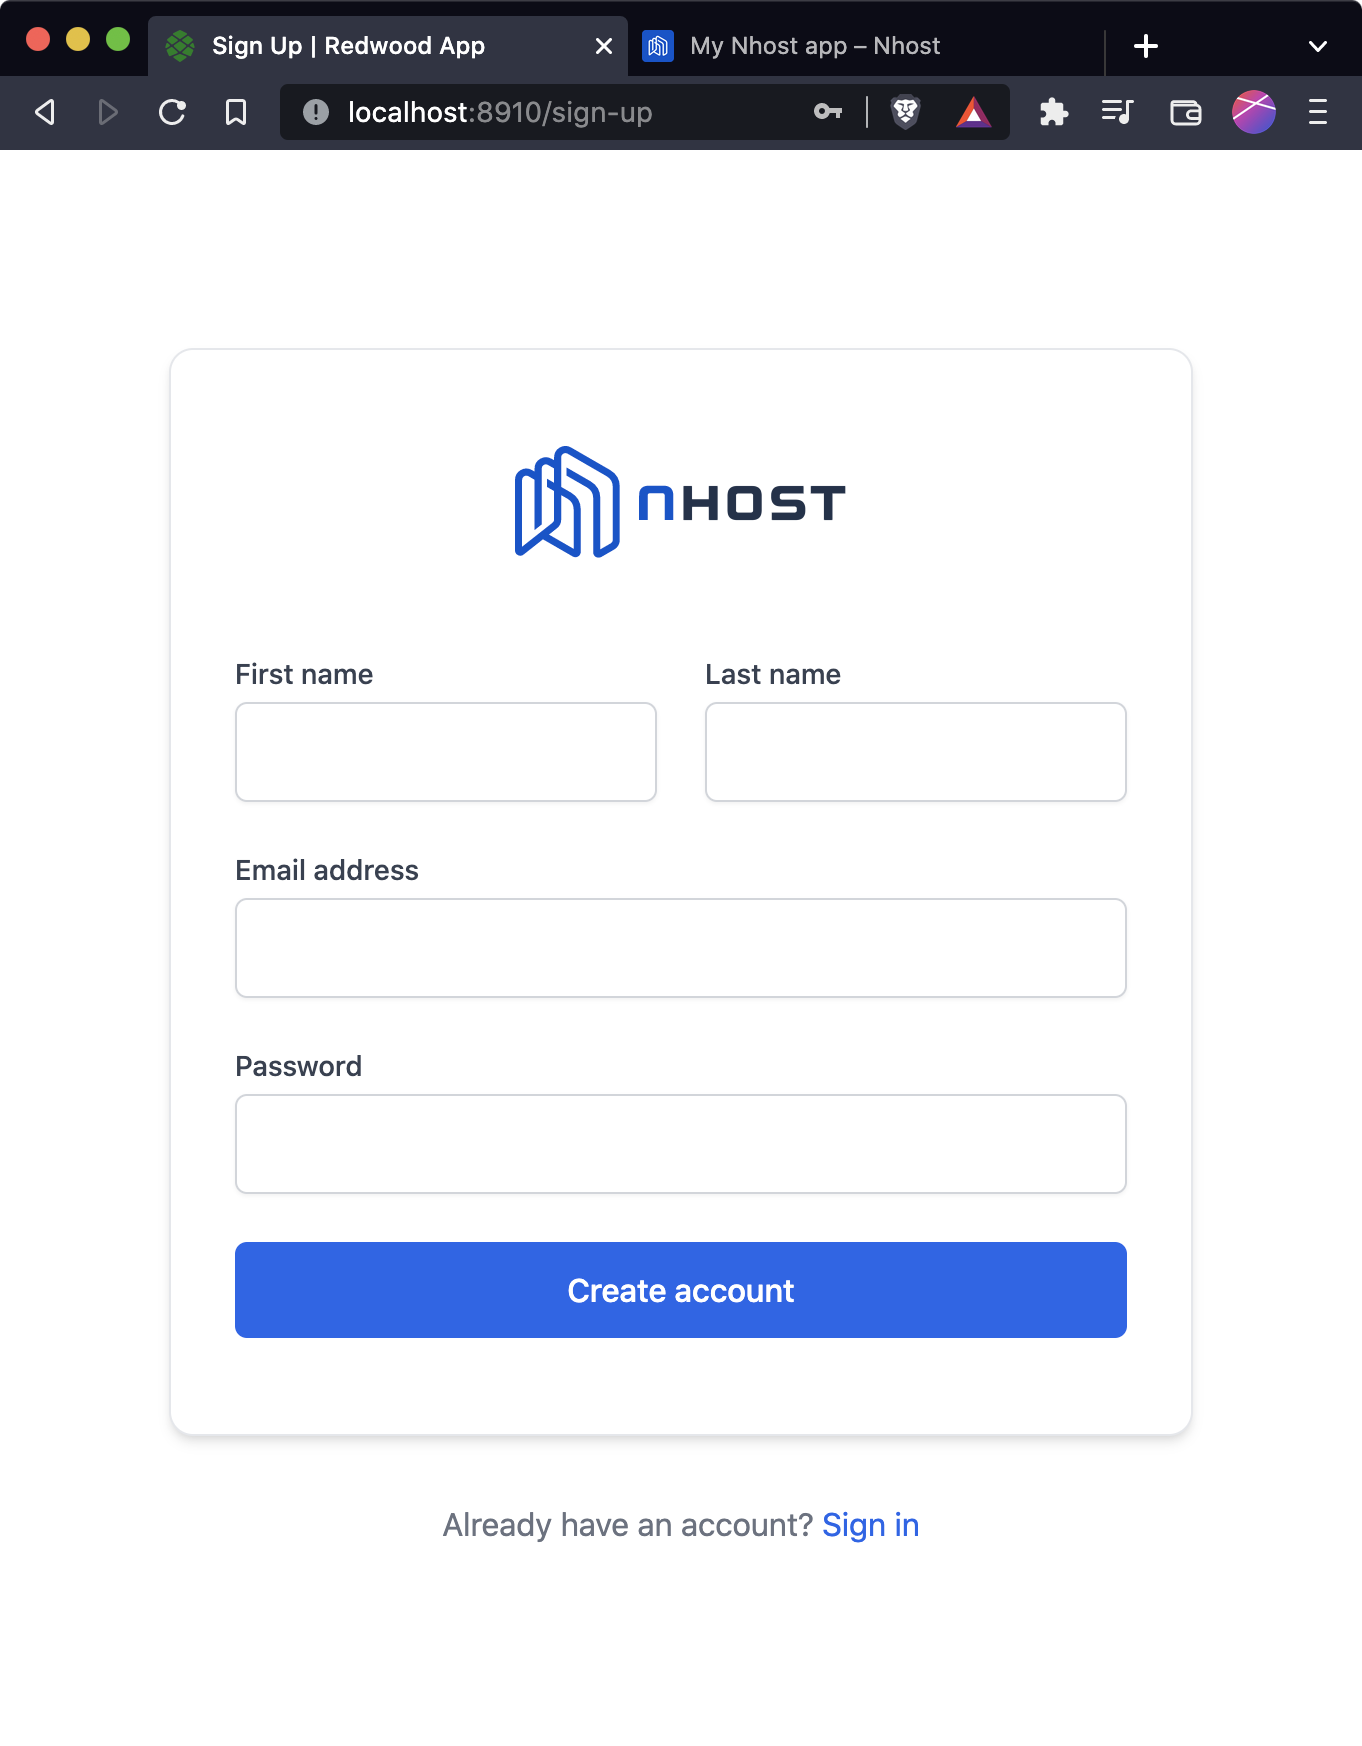 Sign Up | Redwood App
My Nhost app – Nhost
localhost:8910/sign-up
nHOST
First name
Last name
Email address
Password
Create account
Already have an account? Sign in